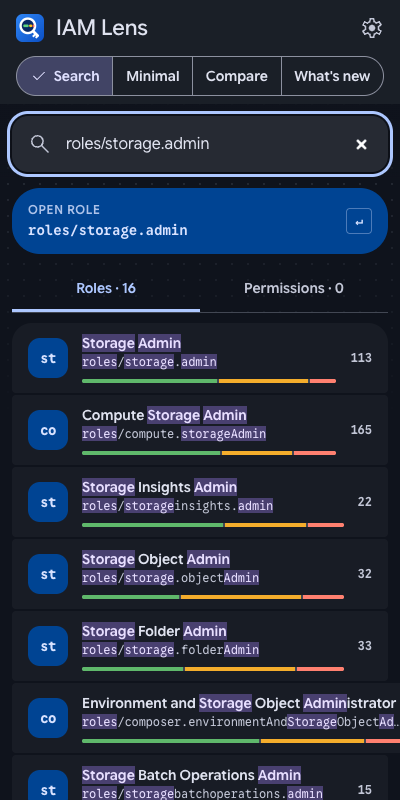 IAM Lens
Search
Minimal
Compare
What's new
roles/storage.admin
OPEN ROLE
roles/storage.admin
Roles · 16
Permissions · 0
st
Storage Admin
roles/storage.admin
113
co
Compute Storage Admin
roles/compute.storageAdmin
165
st
Storage Insights Admin
roles/storageinsights.admin
22
st
Storage Object Admin
roles/storage.objectAdmin
32
st
Storage Folder Admin
roles/storage.folderAdmin
33
co
Environment and Storage Object Administrator
roles/composer.environmentAndStorageObjectAd…
st
Storage Batch Operations Admin
roles/storagebatchoperations.admin
15